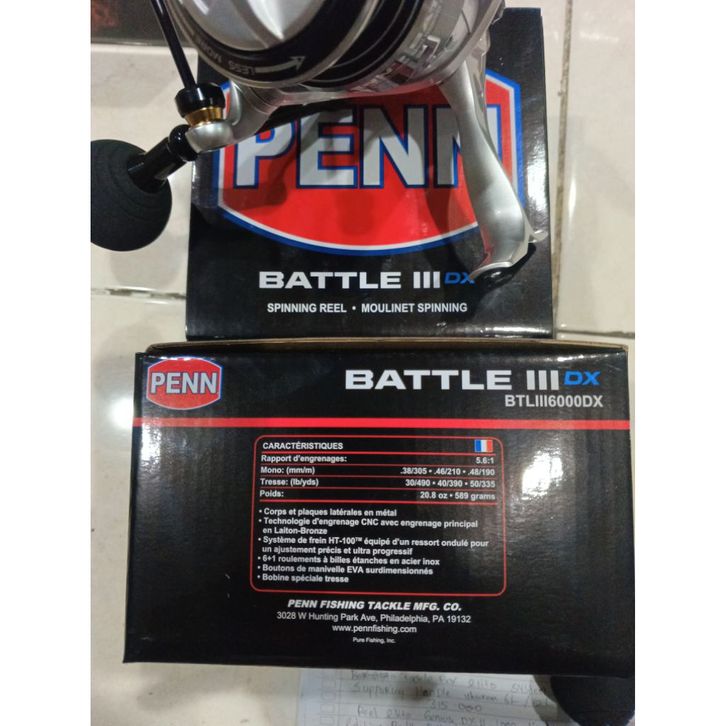 LESS MORE
PENN
BATTLE III DX
SPINNING REEL • MOULINET SPINNING
PENN
BATTLE III DX
BTLIII6000DX
CARACTÉRISTIQUES
Rapport d'engrenages: 5.6:1
Mono: (mm/m) .38/305 • .46/210 • .48/190
Tresse: (lb/yds) 30/490 • 40/390 • 50/335
Poids: 20.8 oz • 589 grams
• Corps et plaques latérales en métal
• Technologie d'engrenage CNC avec engrenage principal
en Laiton-Bronze
• Système de frein HT-100™ équipé d'un ressort ondulé pour
un ajustement précis et ultra progressif
• 6+1 roulements à billes étanches en acier inox
• Boutons de manivelle EVA surdimensionnés
• Bobine spéciale tresse
PENN FISHING TACKLE MFG. CO.
3028 W Hunting Park Ave, Philadelphia, PA 19132
www.pennfishing.com
Pure Fishing, Inc.
315 000